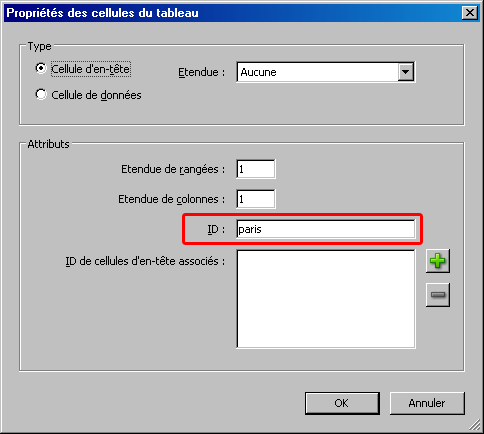 Propriétés des cellules du tableau
Type
Cellule d'en-tête
Etendue :
Aucune
Cellule de données
Attributs
Etendue de rangées :
1
Etendue de colonnes :
1
ID :
paris
ID de cellules d'en-tête associés :
OK
Annuler